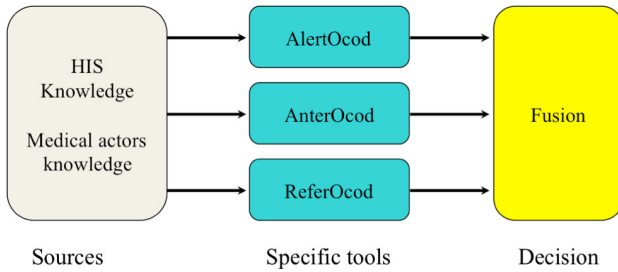 HIS
Knowledge
Medical actors
knowledge
AlertOcod
AnterOcod
ReferOcod
Fusion
Sources
Specific tools
Decision